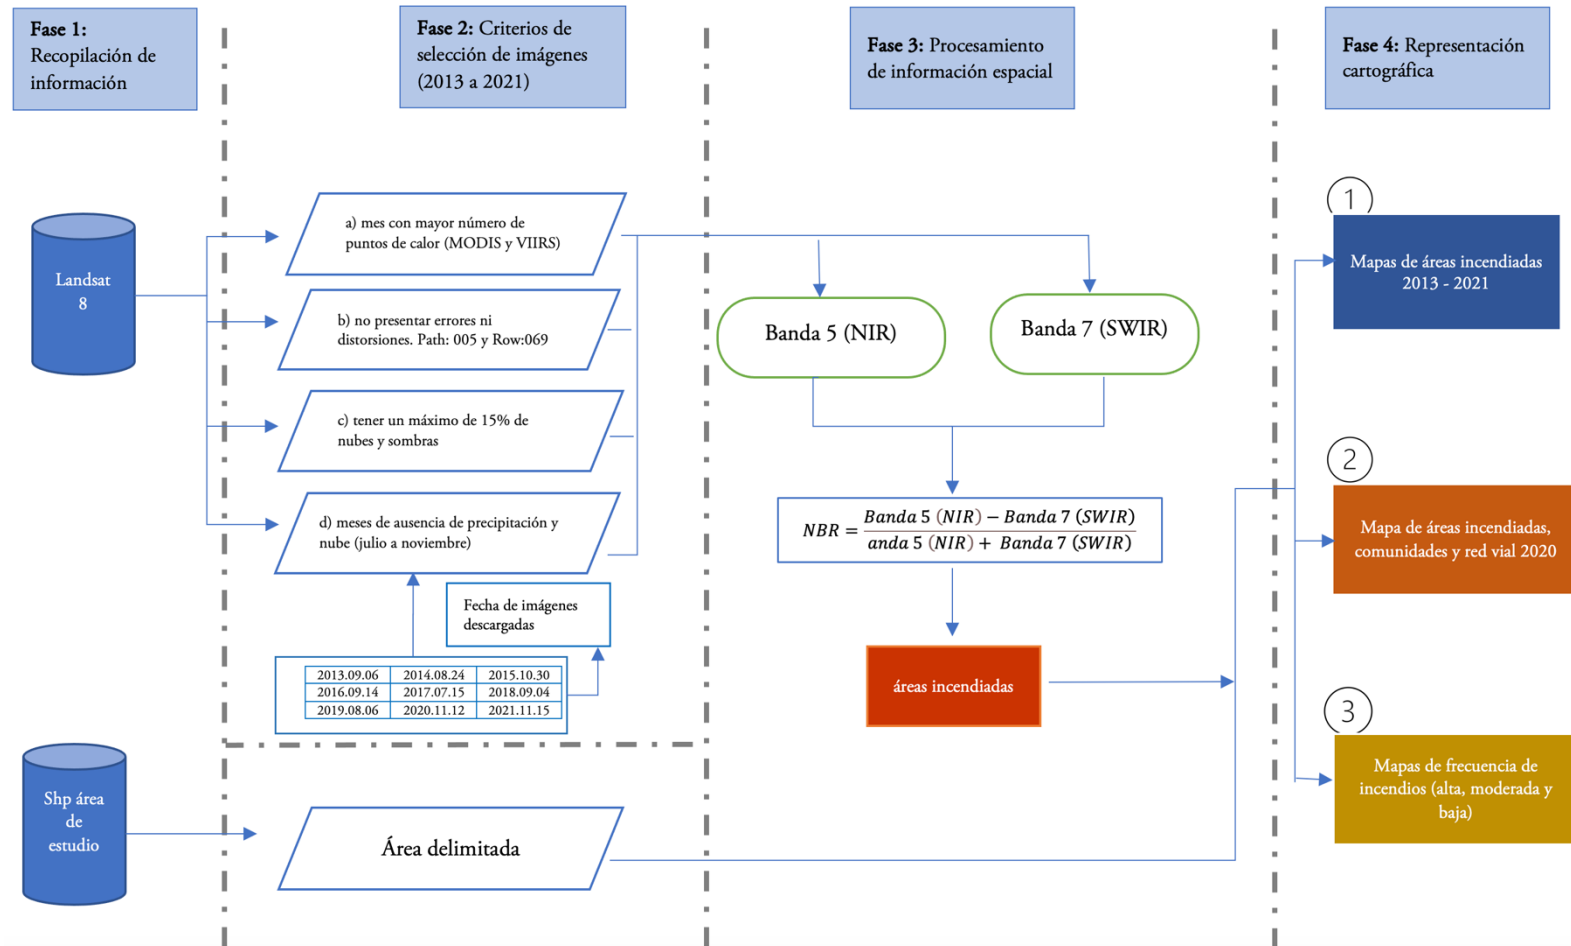 Fase 1:
Recopilación de
información
Fase 2: Criterios de
selección de imágenes
(2013 a 2021)
Fase 3: Procesamiento
de información espacial
Fase 4: Representación
cartográfica
Landsat
8
a) mes con mayor número de
puntos de calor (MODIS y VIIRS)
b) no presentar errores ni
distorsiones. Path: 005 y Row:069
c) tener un máximo de 15% de
nubes y sombras
d) meses de ausencia de precipitación y
nube (julio a noviembre)
Fecha de imágenes
descargadas
2013.09.06 2014.08.24 2015.10.30
2016.09.14 2017.07.15 2018.09.04
2019.08.06 2020.11.12 2021.11.15
Shp área
de
estudio
Área delimitada
Banda 5 (NIR)
Banda 7 (SWIR)
NBR = Banda 5 (NIR) − Banda 7 (SWIR)
anda 5 (NIR) + Banda 7 (SWIR)
áreas incendiadas
1
Mapas de áreas incendiadas
2013 - 2021
2
Mapa de áreas incendiadas,
comunidades y red vial 2020
3
Mapas de frecuencia de
incendios (alta, moderada y
baja)